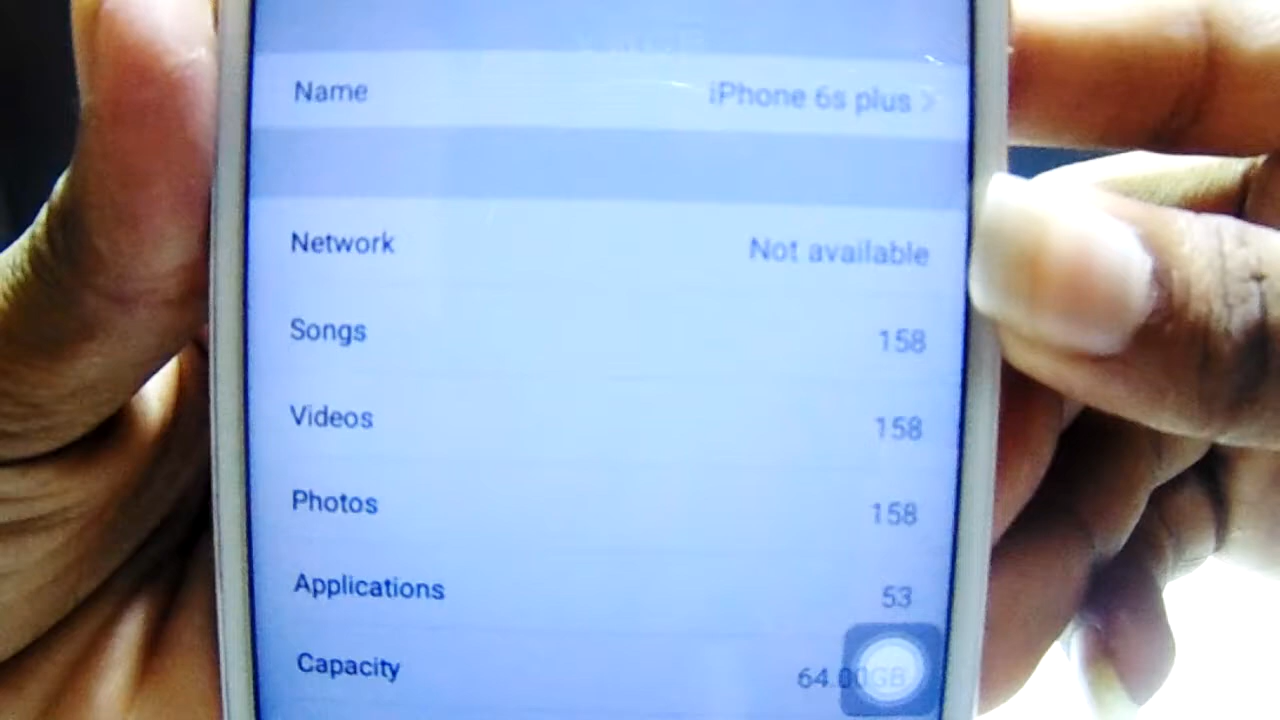 Name iPhone 6s plus >
Network Not available
Songs 158
Videos 158
Photos 158
Applications 53
Capacity 64.00GB